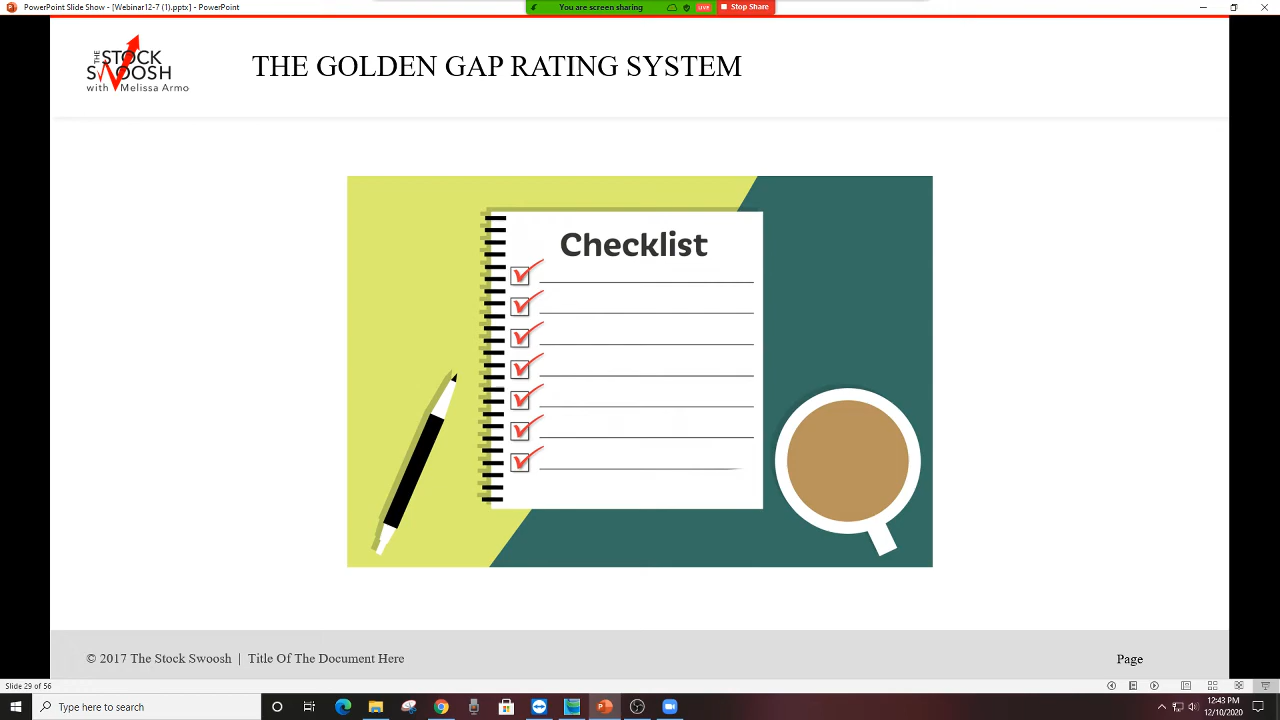 PowerPoint Slide Show - [Webinar12-7 (1).pptx] - PowerPoint
You are screen sharing
LIVE
Stop Share
THE
STOCK
SWOOSH
with Melissa Armo
THE GOLDEN GAP RATING SYSTEM
Checklist
© 2017 The Stock Swoosh | Title Of The Document Here
Page
Slide 29 of 56
Type here to search
12:43 PM
12/10/2020